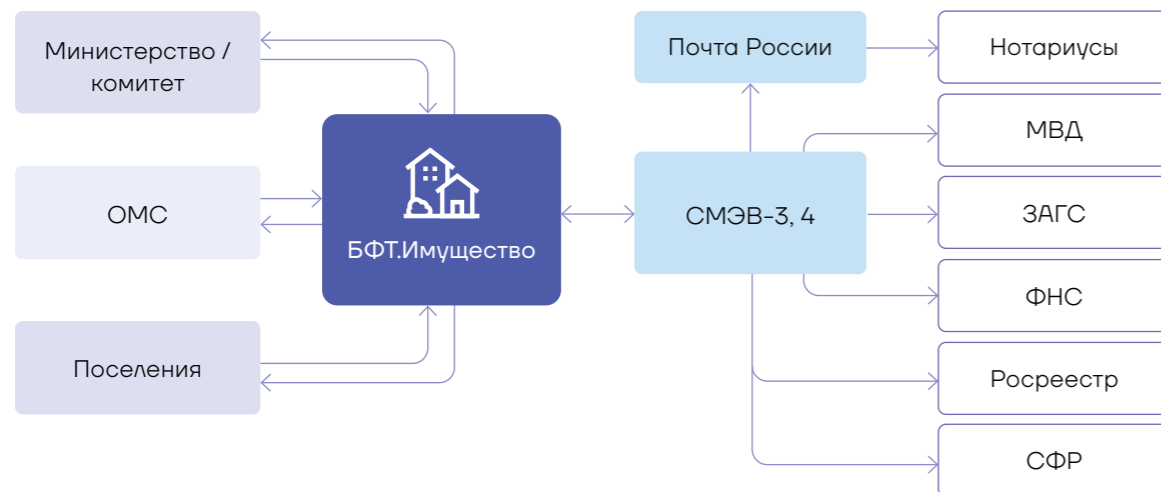 Министерство /
комитет
ОМС
Поселения
БФТ.Имущество
Почта России
СМЭВ-3, 4
Нотариусы
МВД
ЗАГС
ФНС
Росреестр
СФР